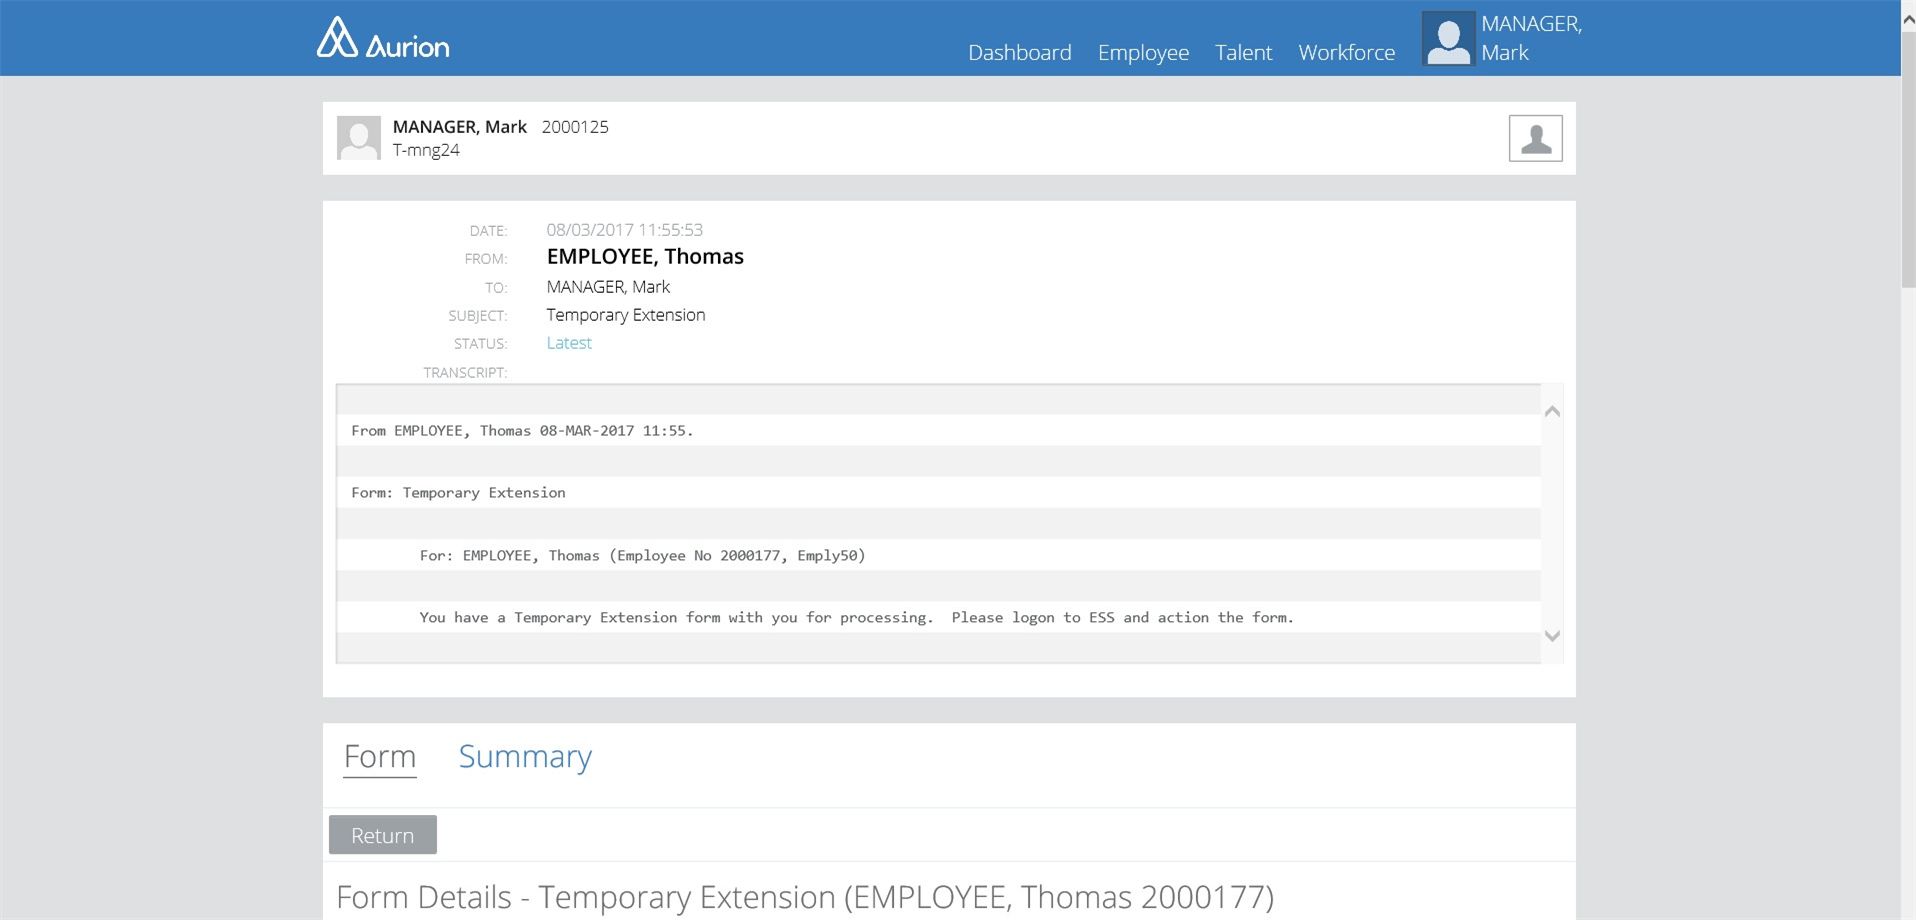 Aurion
Dashboard Employee Talent Workforce
MANAGER,
Mark
MANAGER, Mark 2000125
T-mng24
DATE: 08/03/2017 11:55:53
FROM: EMPLOYEE, Thomas
TO: MANAGER, Mark
SUBJECT: Temporary Extension
STATUS: Latest
TRANSCRIPT:
From EMPLOYEE, Thomas 08-MAR-2017 11:55.
Form: Temporary Extension
For: EMPLOYEE, Thomas (Employee No 2000177, Emply50)
You have a Temporary Extension form with you for processing.  Please logon to ESS and action the form.
Form Summary
Return
Form Details - Temporary Extension (EMPLOYEE, Thomas 2000177)